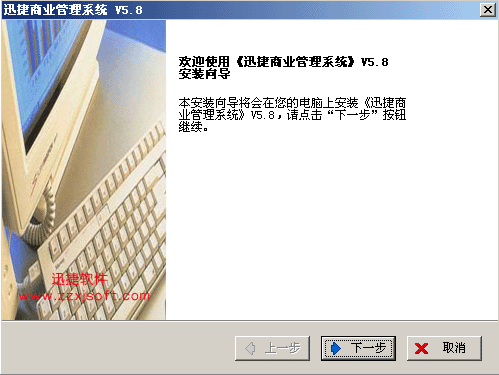 迅捷商业管理系统 V5.8
欢迎使用《迅捷商业管理系统》V5.8
安装向导
本安装向导将会在您的电脑上安装《迅捷商
业管理系统》V5.8，请点击“下一步”按钮
继续。
迅捷软件
www.zzxjsoft.com
上一步
下一步
取消